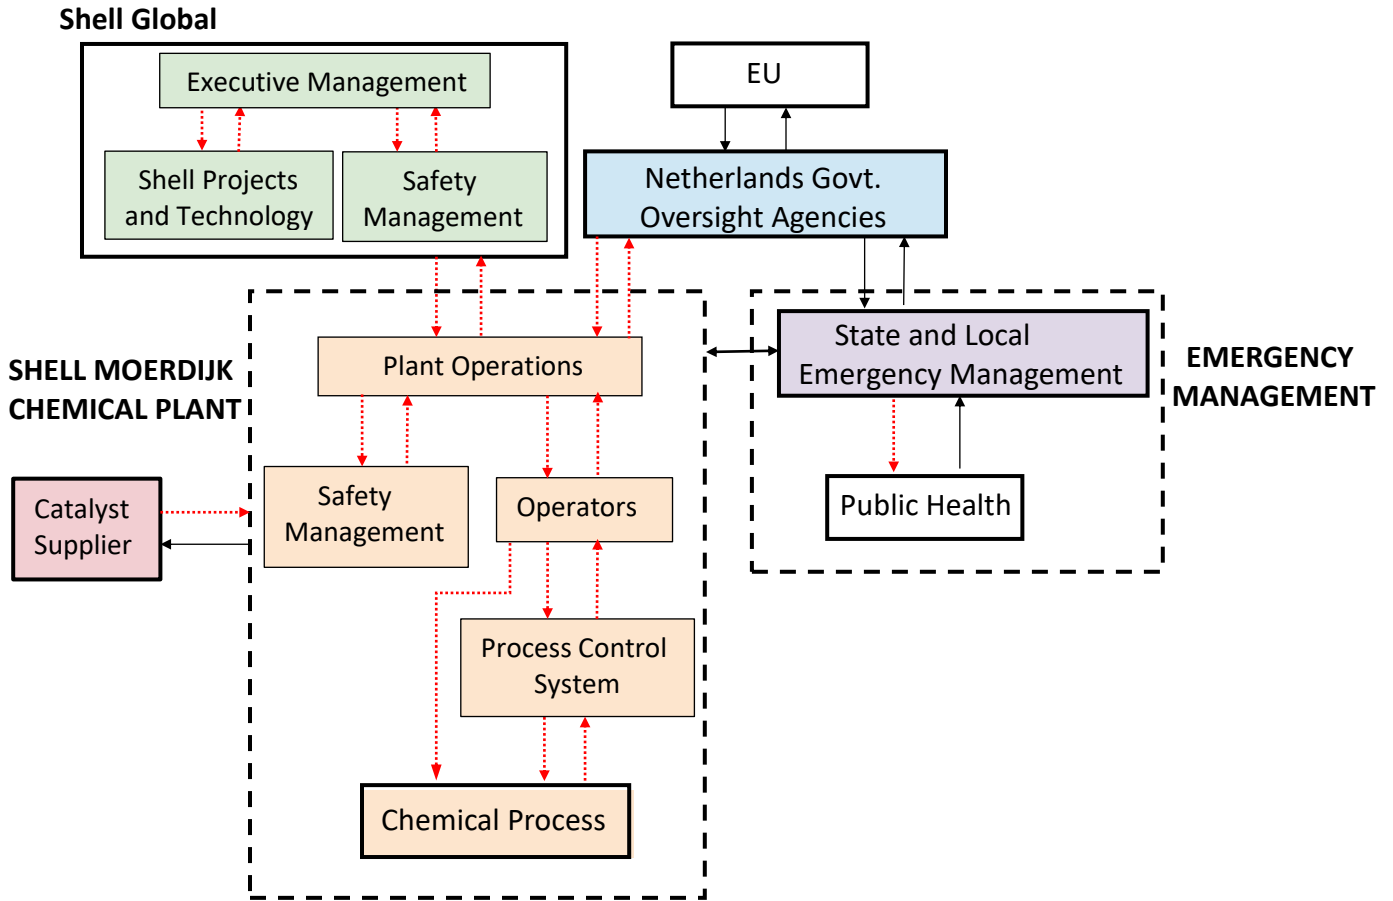 Shell Global
Executive Management
Shell Projects
and Technology
Safety
Management
EU
Netherlands Govt.
Oversight Agencies
SHELL MOERDIJK
CHEMICAL PLANT
Plant Operations
Safety
Management
Operators
Catalyst
Supplier
Process Control
System
Chemical Process
State and Local
Emergency Management
Public Health
EMERGENCY
MANAGEMENT